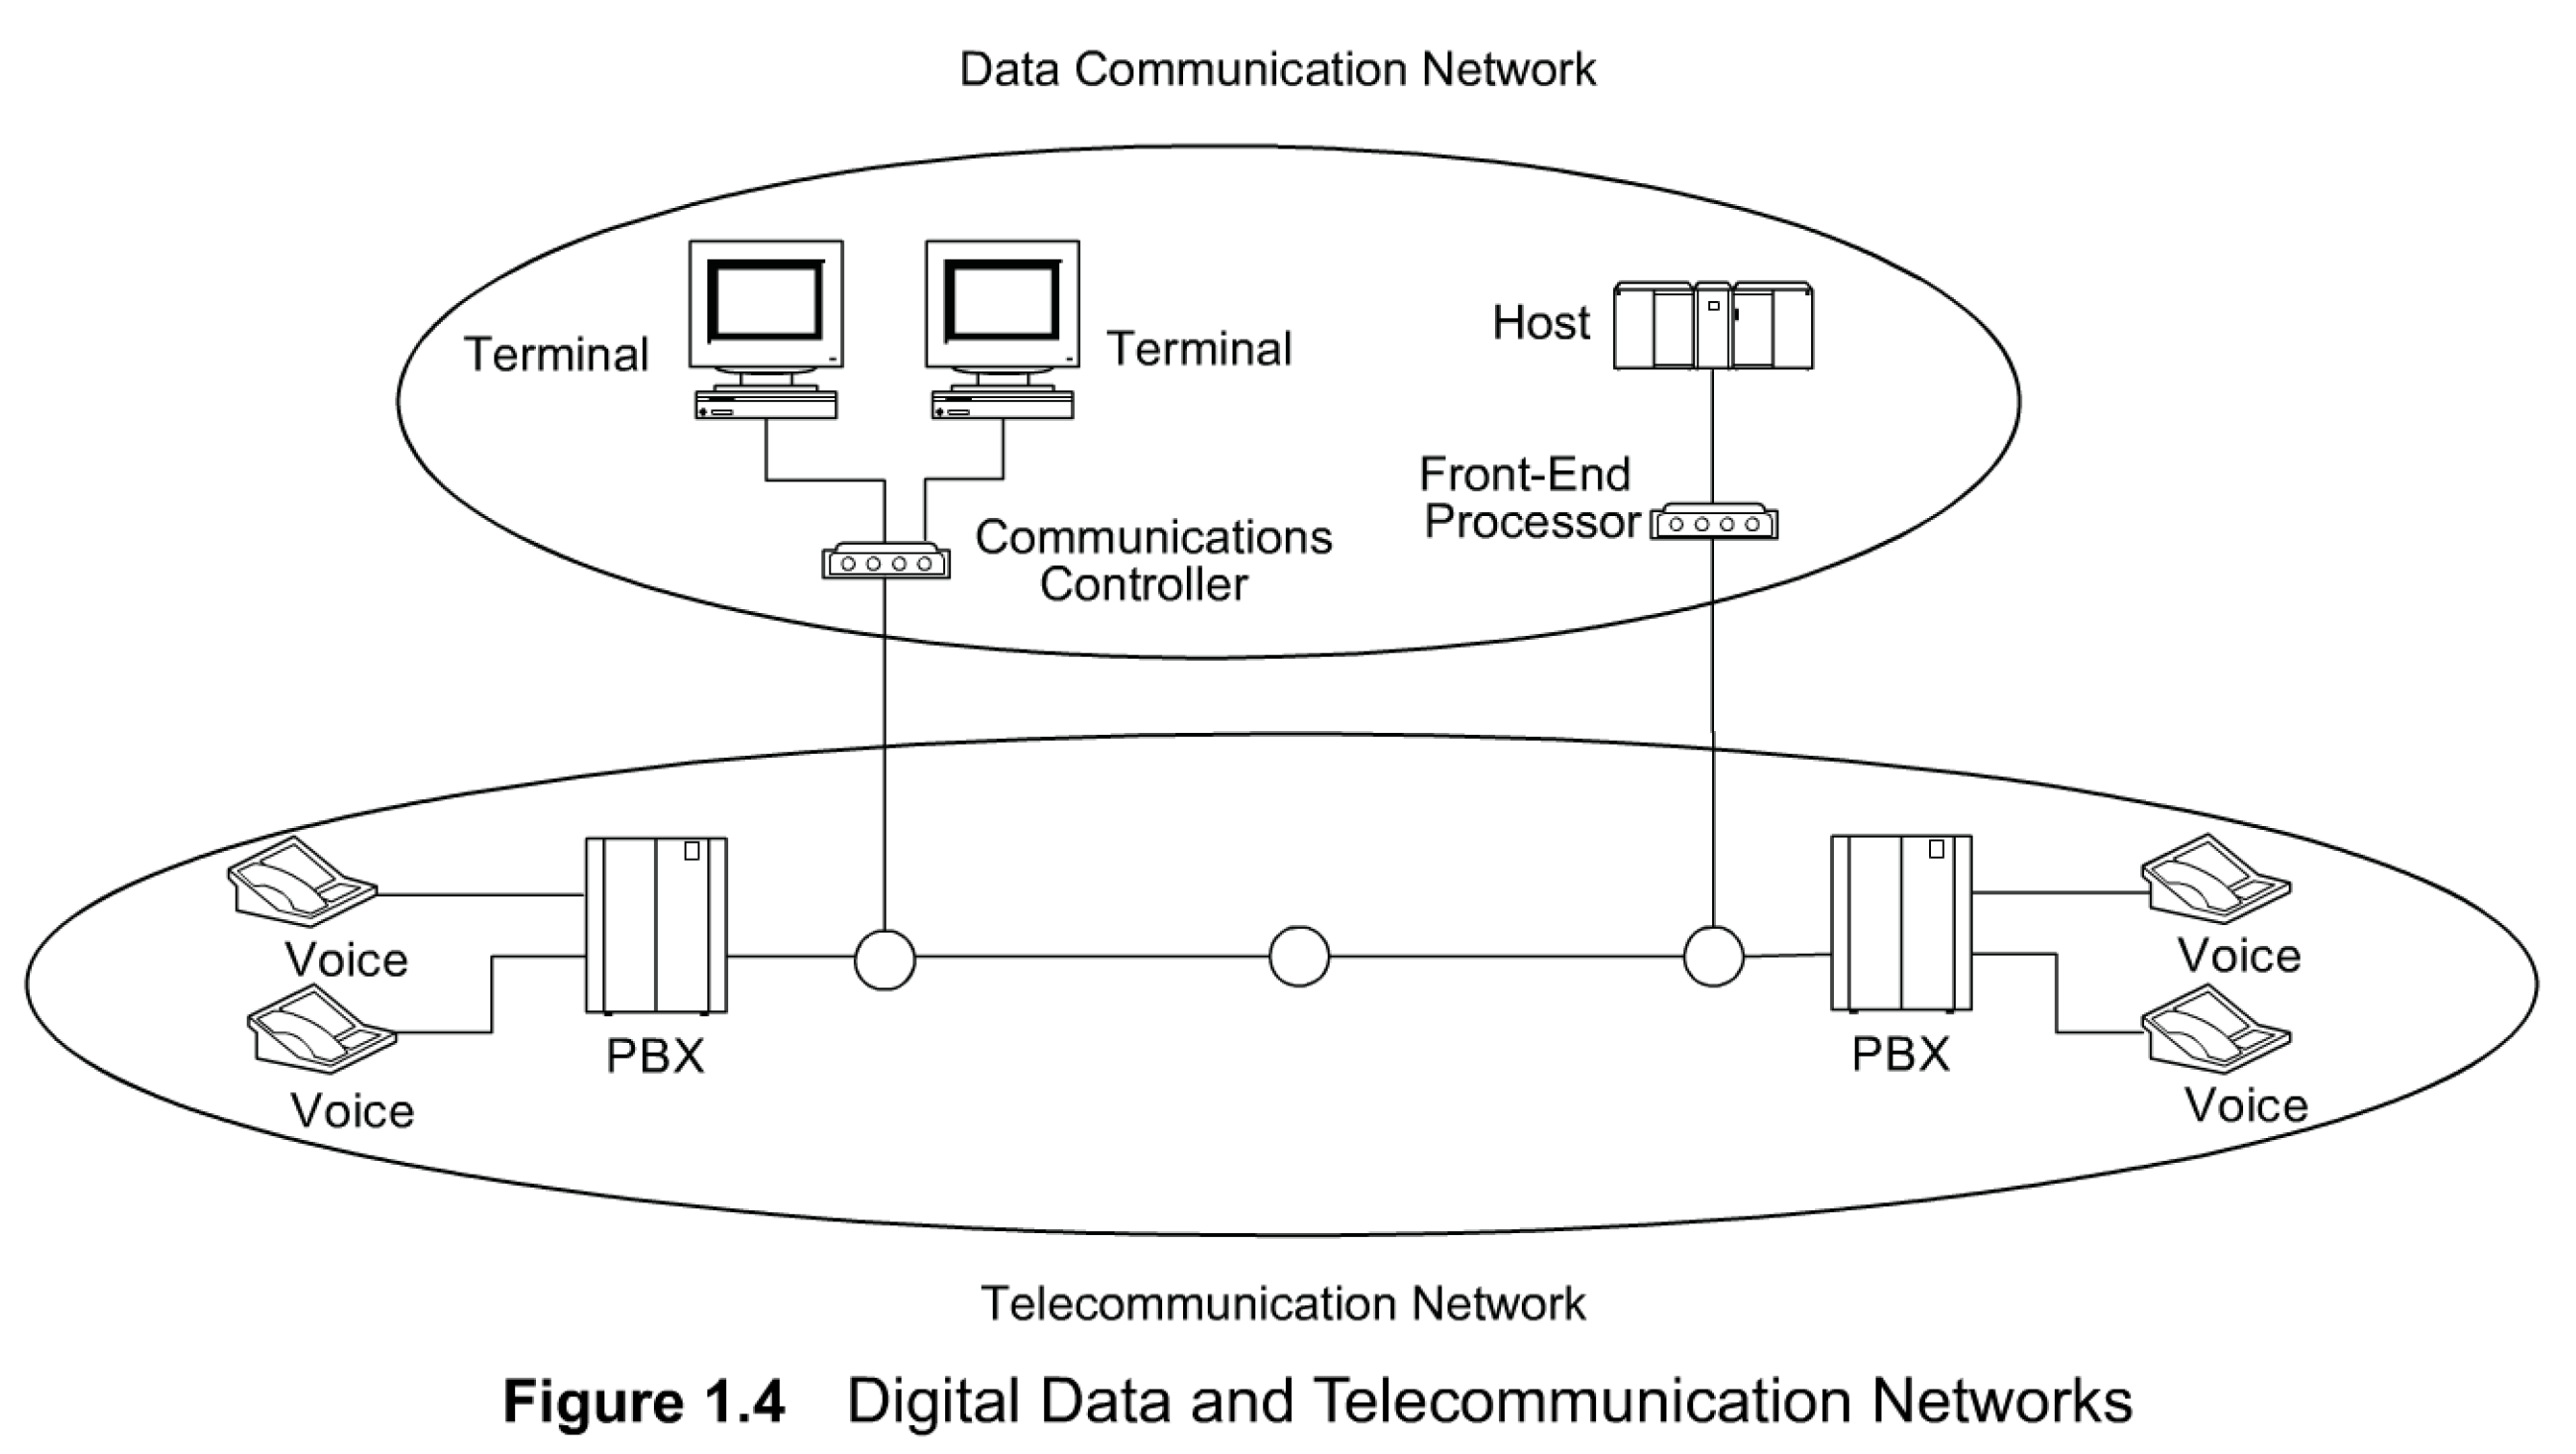 Data Communication Network
Terminal
Terminal
Host
Front-End
Processor
Communications
Controller
Voice
Voice
PBX
PBX
Voice
Voice
Telecommunication Network
Figure 1.4 Digital Data and Telecommunication Networks